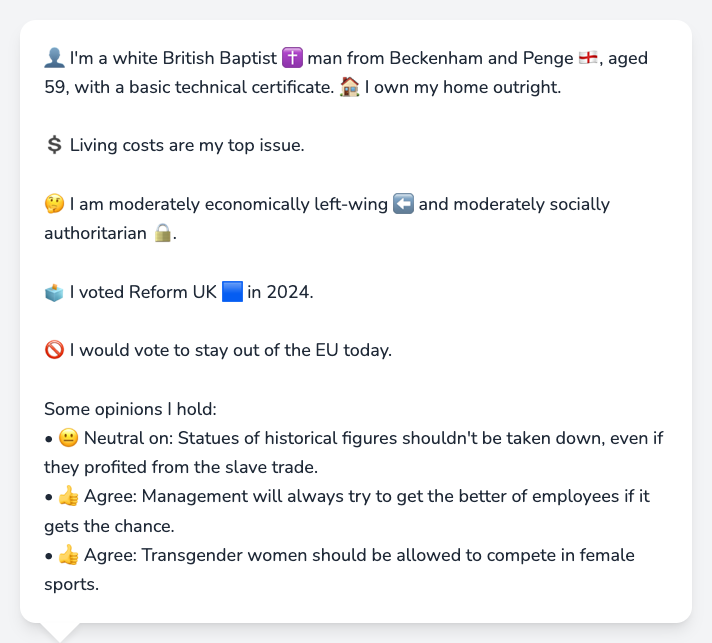 👤 I'm a white British Baptist ✝️ man from Beckenham and Penge 🏴󠁧󠁢󠁥󠁮󠁧󠁿, aged
59, with a basic technical certificate. 🏠 I own my home outright.
💲 Living costs are my top issue.
🤔 I am moderately economically left-wing ⬅️ and moderately socially
authoritarian 🔒.
🗳️ I voted Reform UK 🟦 in 2024.
🚫 I would vote to stay out of the EU today.
Some opinions I hold:
• 😐 Neutral on: Statues of historical figures shouldn't be taken down, even if
they profited from the slave trade.
• 👍 Agree: Management will always try to get the better of employees if it
gets the chance.
• 👍 Agree: Transgender women should be allowed to compete in female
sports.